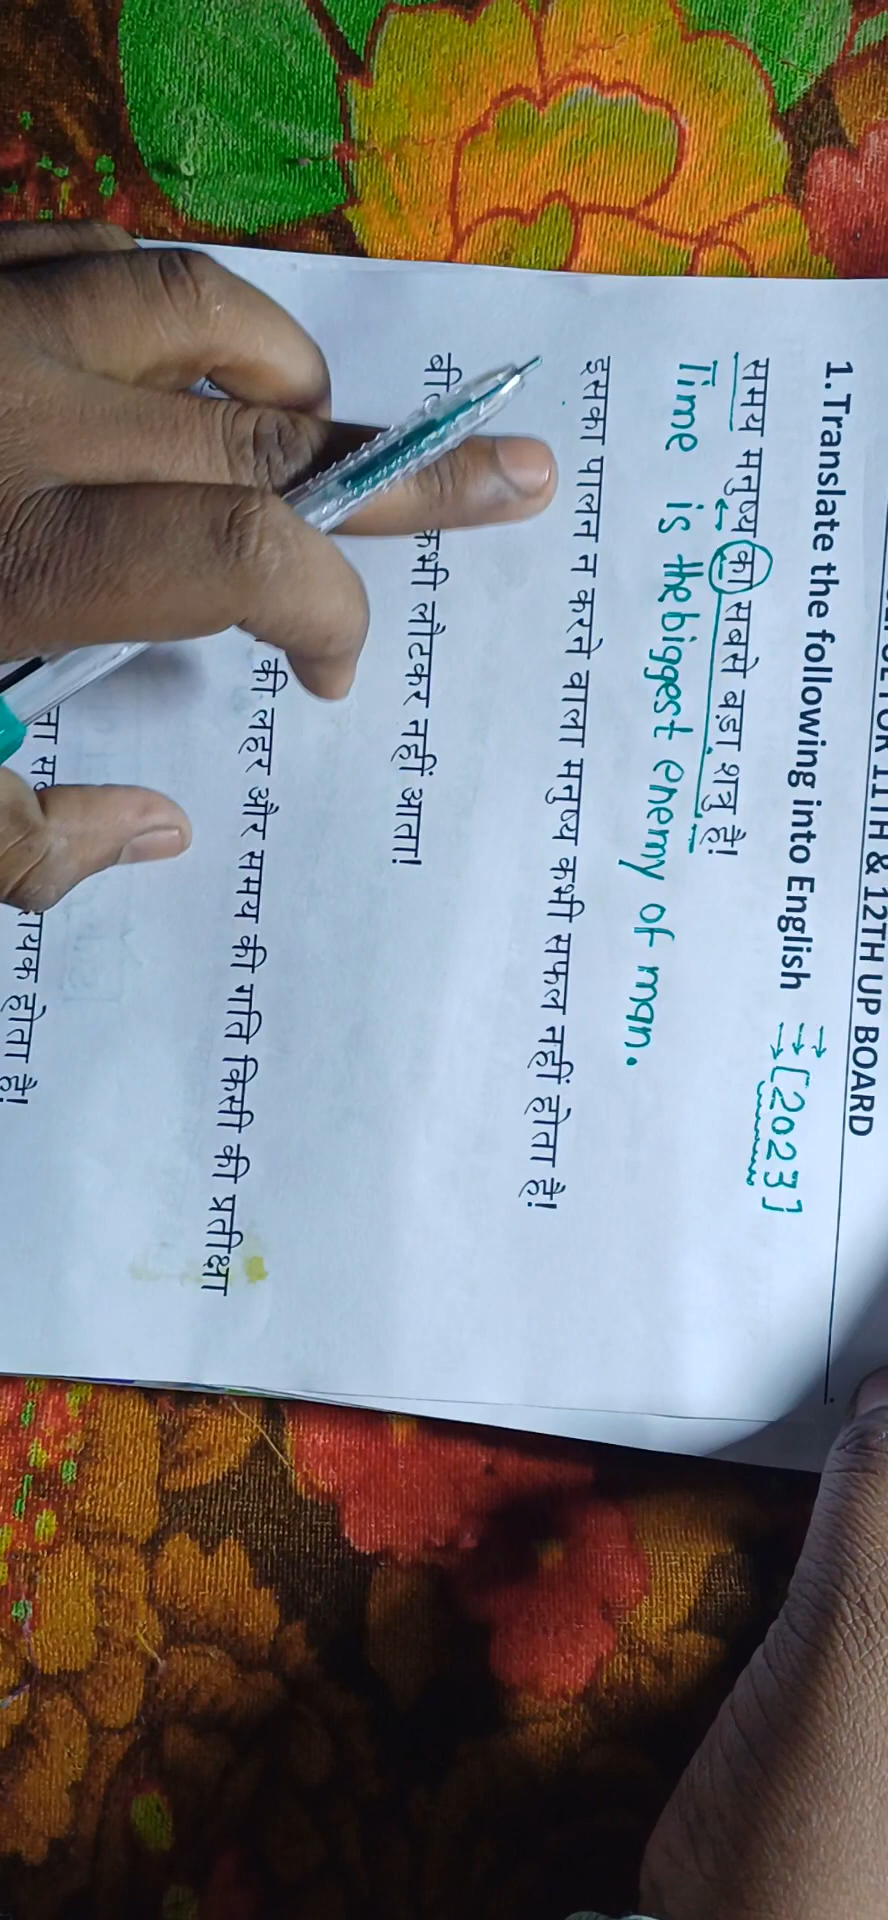 11TH & 12TH UP BOARD
1.Translate the following into English → [2023]
समय मनुष्य का सबसे बड़ा शत्रु है!
Time is the biggest enemy of man.
इसका पालन न करने वाला मनुष्य कभी सफल नहीं होता है!
कभी लौटकर नहीं आता!
की लहर और समय की गति किसी की प्रतीक्षा
होता है!